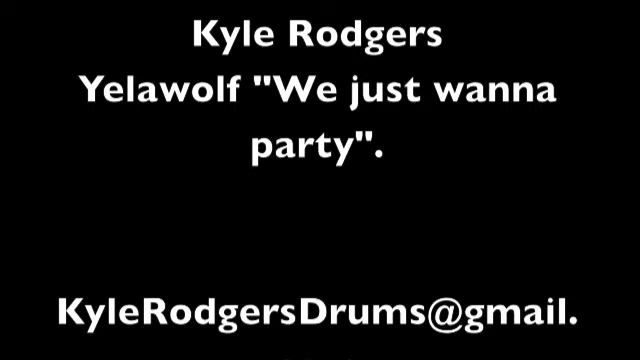 Kyle Rodgers
Yelawolf "We just wanna
party".
KyleRodgersDrums@gmail.